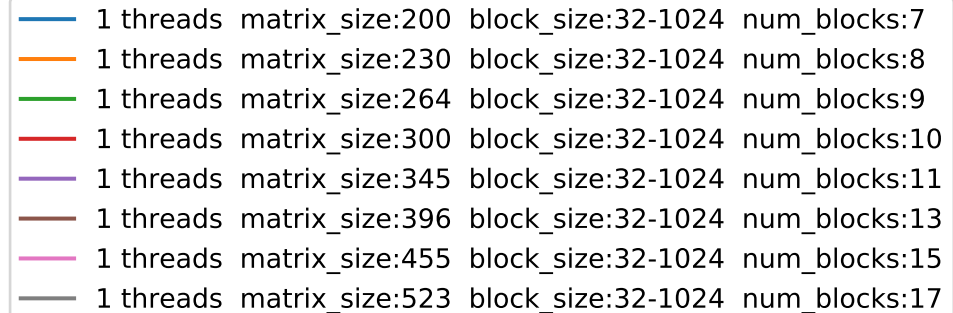 1 threads matrix_size:200 block_size:32-1024 num_blocks:7
1 threads matrix_size:230 block_size:32-1024 num_blocks:8
1 threads matrix_size:264 block_size:32-1024 num_blocks:9
1 threads matrix_size:300 block_size:32-1024 num_blocks:10
1 threads matrix_size:345 block_size:32-1024 num_blocks:11
1 threads matrix_size:396 block_size:32-1024 num_blocks:13
1 threads matrix_size:455 block_size:32-1024 num_blocks:15
1 threads matrix_size:523 block_size:32-1024 num_blocks:17